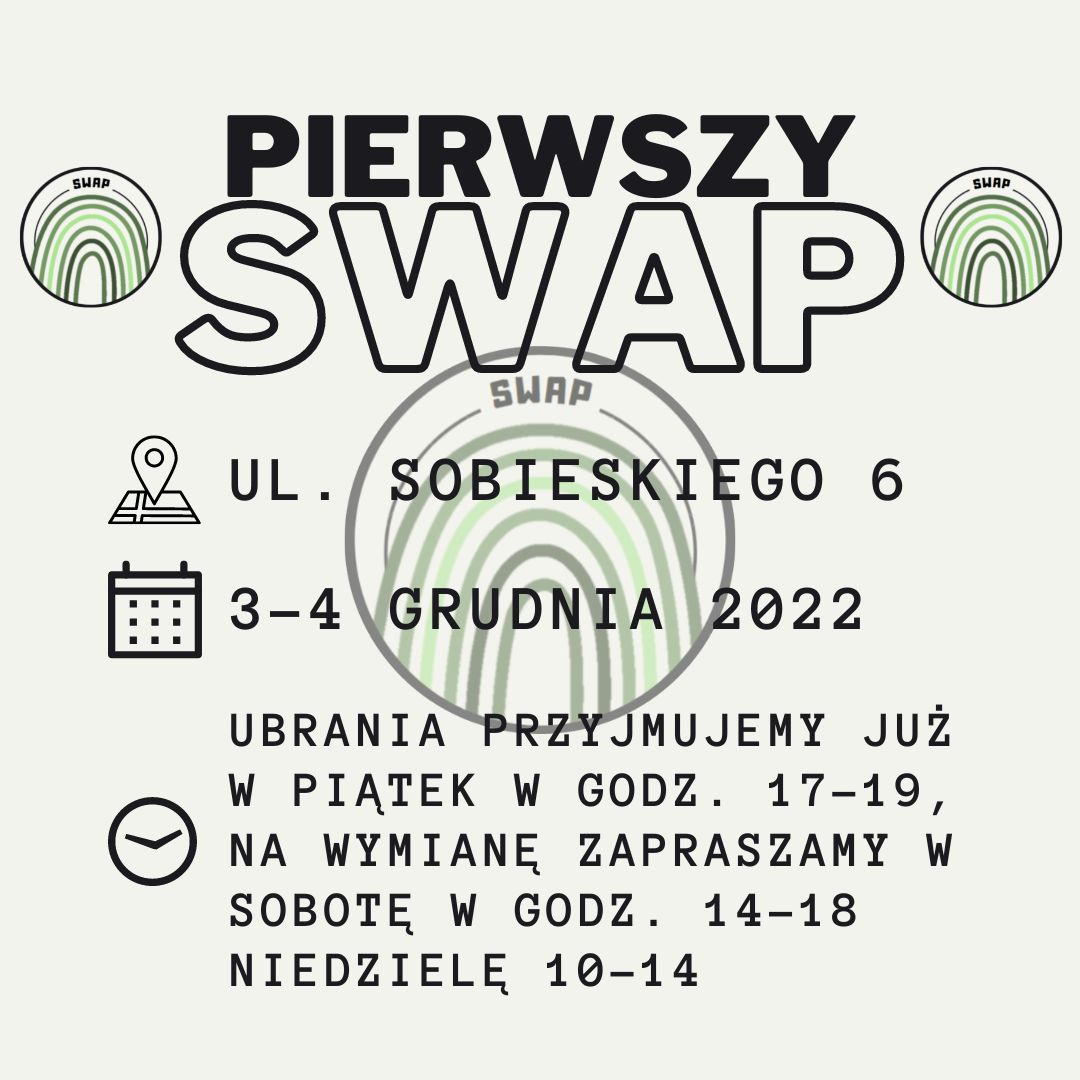 PIERWSZY
SWAP
SWAP
SWAP
SWAP
UL. SOBIESKIEGO 6
3-4 GRUDNIA 2022
UBRANIA PRZYJMUJEMY JUŻ
W PIĄTEK W GODZ. 17-19,
NA WYMIANĘ ZAPRASZAMY W
SOBOTĘ W GODZ. 14-18
NIEDZIELĘ 10-14